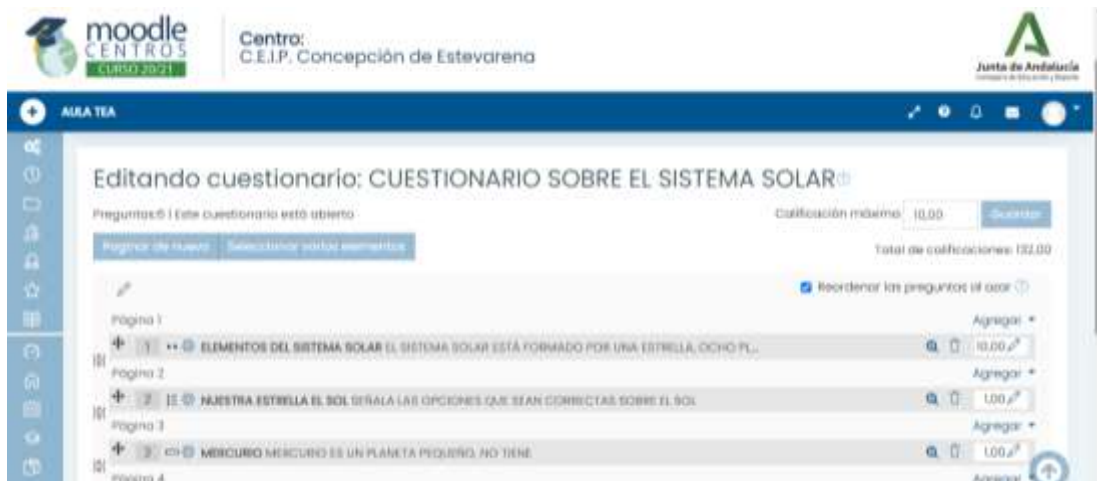 moodle
CENTROS
CURSO 20/21
Centro:
C.E.I.P. Concepción de Estevarena
Junta de Andalucía
AULA TEA
Editando cuestionario: CUESTIONARIO SOBRE EL SISTEMA SOLAR
Preguntas: 6 | Este cuestionario está abierto
Calificación máxima 10,00 Guardar
Paginar de nuevo Seleccionar varios elementos
Total de calificaciones: 132,00
Reordenar las preguntas al azar
Página 1
Agregar
1 ELEMENTOS DEL SISTEMA SOLAR EL SISTEMA SOLAR ESTÁ FORMADO POR UNA ESTRELLA, OCHO PL... 10,00
Página 2
Agregar
2 NUESTRA ESTRELLA EL SOL SEÑALA LAS OPCIONES QUE SEAN CORRECTAS SOBRE EL SOL 1,00
Página 3
Agregar
3 MERCURIO MERCURIO ES UN PLANETA PEQUEÑO. NO TIENE 1,00
Página 4
Agregar